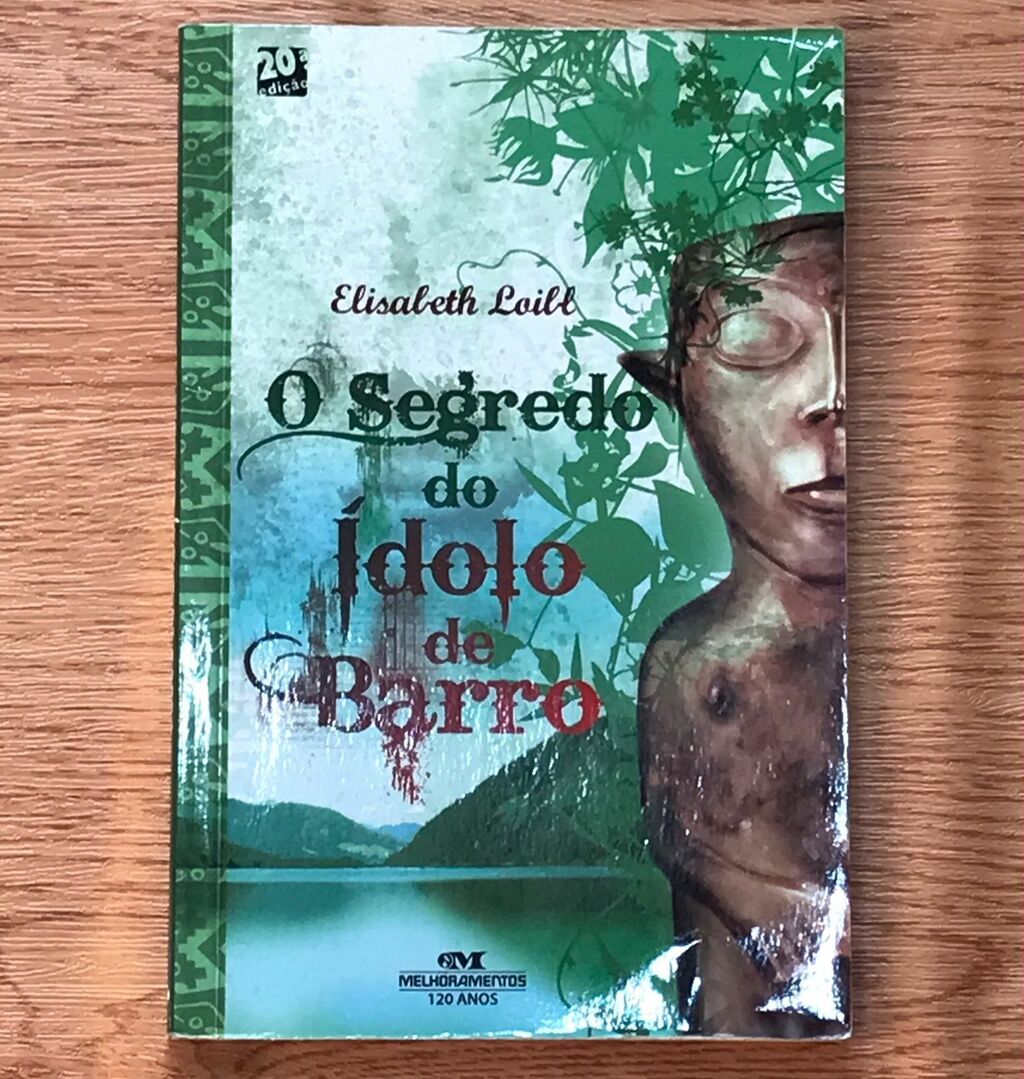 20ª
edição
Elisabeth Loibl
O Segredo
do
Ídolo
de
Barro
MELHORAMENTOS
120 ANOS